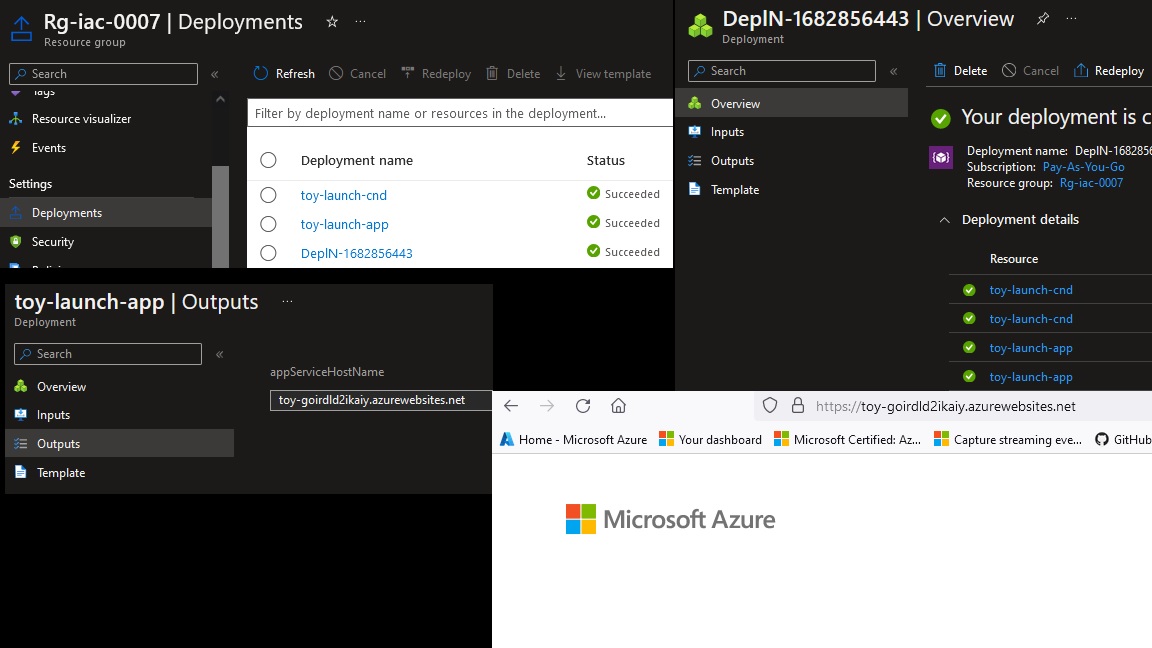 Rg-iac-0007 | Deployments ☆ ...
Resource group
Search «
Refresh Cancel Redeploy Delete View template
Tags
Resource visualizer
Events
Settings
Deployments
Security
Filter by deployment name or resources in the deployment...
Deployment name Status
toy-launch-cnd Succeeded
toy-launch-app Succeeded
DeplN-1682856443 Succeeded
DeplN-1682856443 | Overview ...
Deployment
Search «
Delete Cancel Redeploy
Overview
Inputs
Outputs
Template
Your deployment is c
Deployment name: DeplN-1682856
Subscription: Pay-As-You-Go
Resource group: Rg-iac-0007
Deployment details
Resource
toy-launch-cnd
toy-launch-cnd
toy-launch-app
toy-launch-app
toy-launch-app | Outputs ...
Deployment
Search «
Overview
Inputs
Outputs
Template
appServiceHostName
toy-goirdld2ikaiy.azurewebsites.net
https://toy-goirdld2ikaiy.azurewebsites.net
Home - Microsoft Azure Your dashboard Microsoft Certified: Az... Capture streaming eve... GitHub
Microsoft Azure